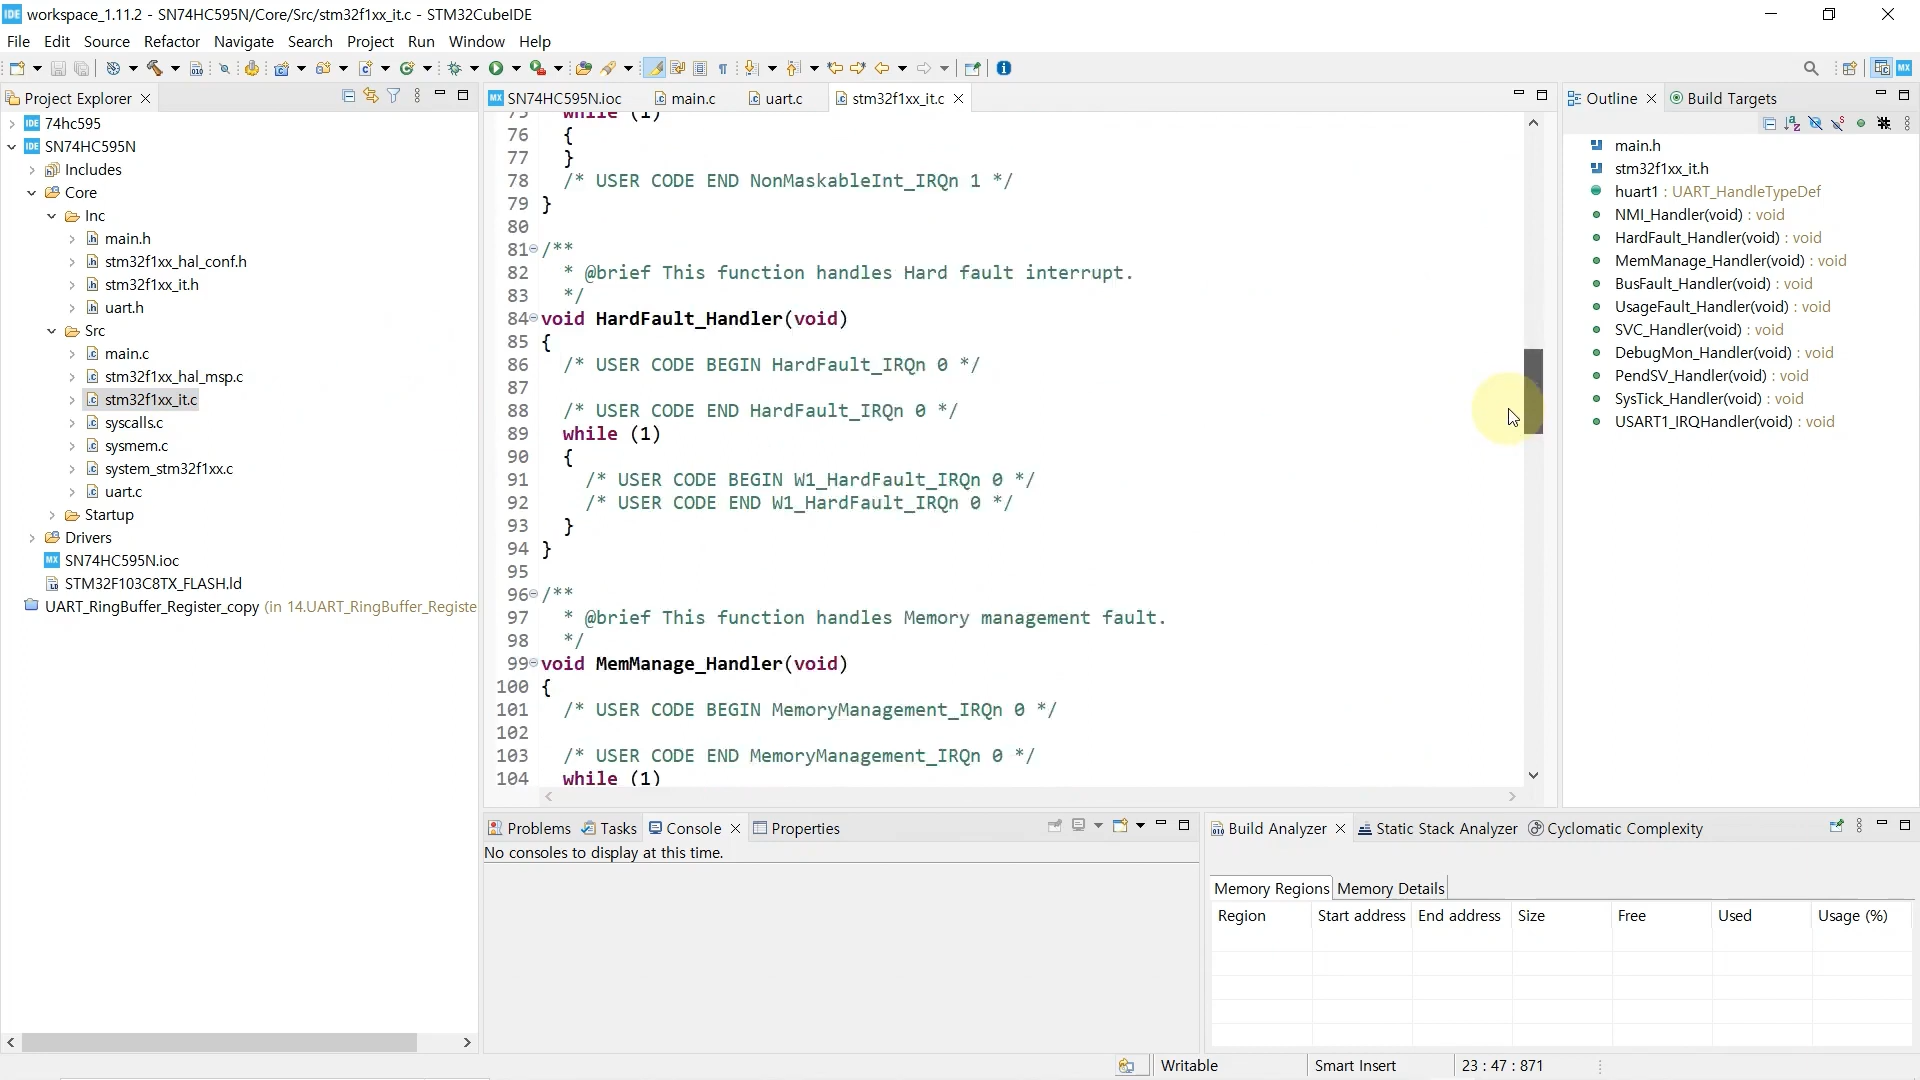 workspace_1.11.2 - SN74HC595N/Core/Src/stm32f1xx_it.c - STM32CubeIDE
File Edit Source Refactor Navigate Search Project Run Window Help
Project Explorer
74hc595
SN74HC595N
Includes
Core
Inc
main.h
stm32f1xx_hal_conf.h
stm32f1xx_it.h
uart.h
Src
main.c
stm32f1xx_hal_msp.c
stm32f1xx_it.c
syscalls.c
sysmem.c
system_stm32f1xx.c
uart.c
Startup
Drivers
SN74HC595N.ioc
STM32F103C8TX_FLASH.ld
UART_RingBuffer_Register_copy (in 14.UART_RingBuffer_Registe
SN74HC595N.ioc main.c uart.c stm32f1xx_it.c
75 while (1)
76 {
77 }
78 /* USER CODE END NonMaskableInt_IRQn 1 */
79 }
80
81 /**
82 * @brief This function handles Hard fault interrupt.
83 */
84 void HardFault_Handler(void)
85 {
86 /* USER CODE BEGIN HardFault_IRQn 0 */
87
88 /* USER CODE END HardFault_IRQn 0 */
89 while (1)
90 {
91 /* USER CODE BEGIN W1_HardFault_IRQn 0 */
92 /* USER CODE END W1_HardFault_IRQn 0 */
93 }
94 }
95
96 /**
97 * @brief This function handles Memory management fault.
98 */
99 void MemManage_Handler(void)
100 {
101 /* USER CODE BEGIN MemoryManagement_IRQn 0 */
102
103 /* USER CODE END MemoryManagement_IRQn 0 */
104 while (1)
Outline Build Targets
main.h
stm32f1xx_it.h
huart1 : UART_HandleTypeDef
NMI_Handler(void) : void
HardFault_Handler(void) : void
MemManage_Handler(void) : void
BusFault_Handler(void) : void
UsageFault_Handler(void) : void
SVC_Handler(void) : void
DebugMon_Handler(void) : void
PendSV_Handler(void) : void
SysTick_Handler(void) : void
USART1_IRQHandler(void) : void
Problems Tasks Console Properties
No consoles to display at this time.
Build Analyzer Static Stack Analyzer Cyclomatic Complexity
Memory Regions Memory Details
Region Start address End address Size Free Used Usage (%)
Writable Smart Insert 23 : 47 : 871